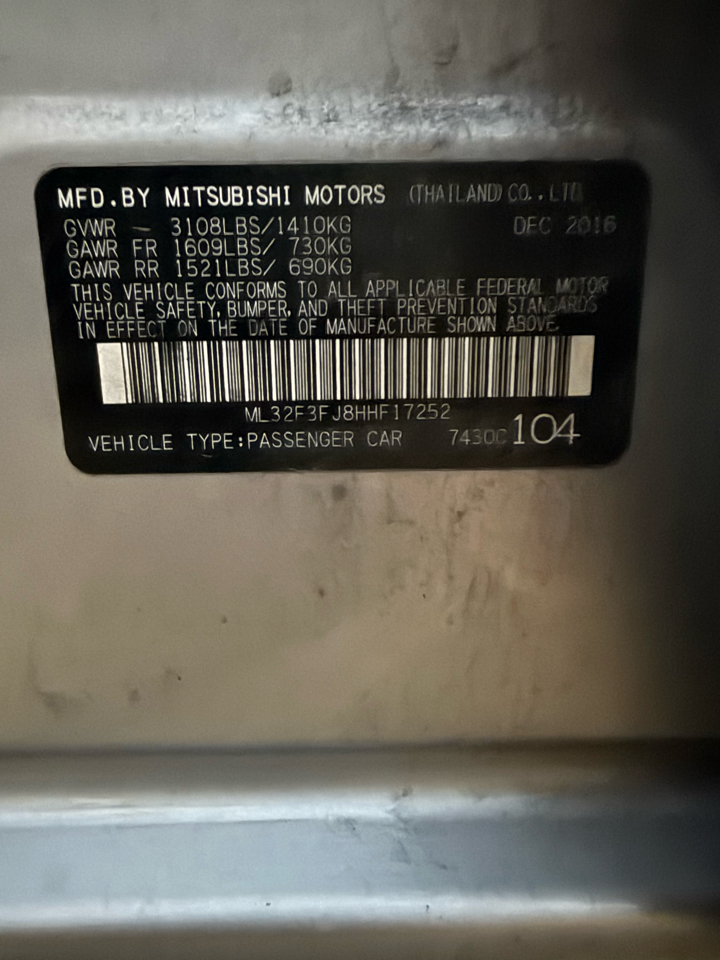 MFD.BY MITSUBISHI MOTORS (THAILAND) CO.,LTD
GVWR - 3108LBS/1410KG DEC 2016
GAWR FR 1609LBS/ 730KG
GAWR RR 1521LBS/ 690KG
THIS VEHICLE CONFORMS TO ALL APPLICABLE FEDERAL MOTOR
VEHICLE SAFETY, BUMPER, AND THEFT PREVENTION STANDARDS
IN EFFECT ON THE DATE OF MANUFACTURE SHOWN ABOVE.
ML32F3FJ8HHF17252
VEHICLE TYPE:PASSENGER CAR 7430C 104